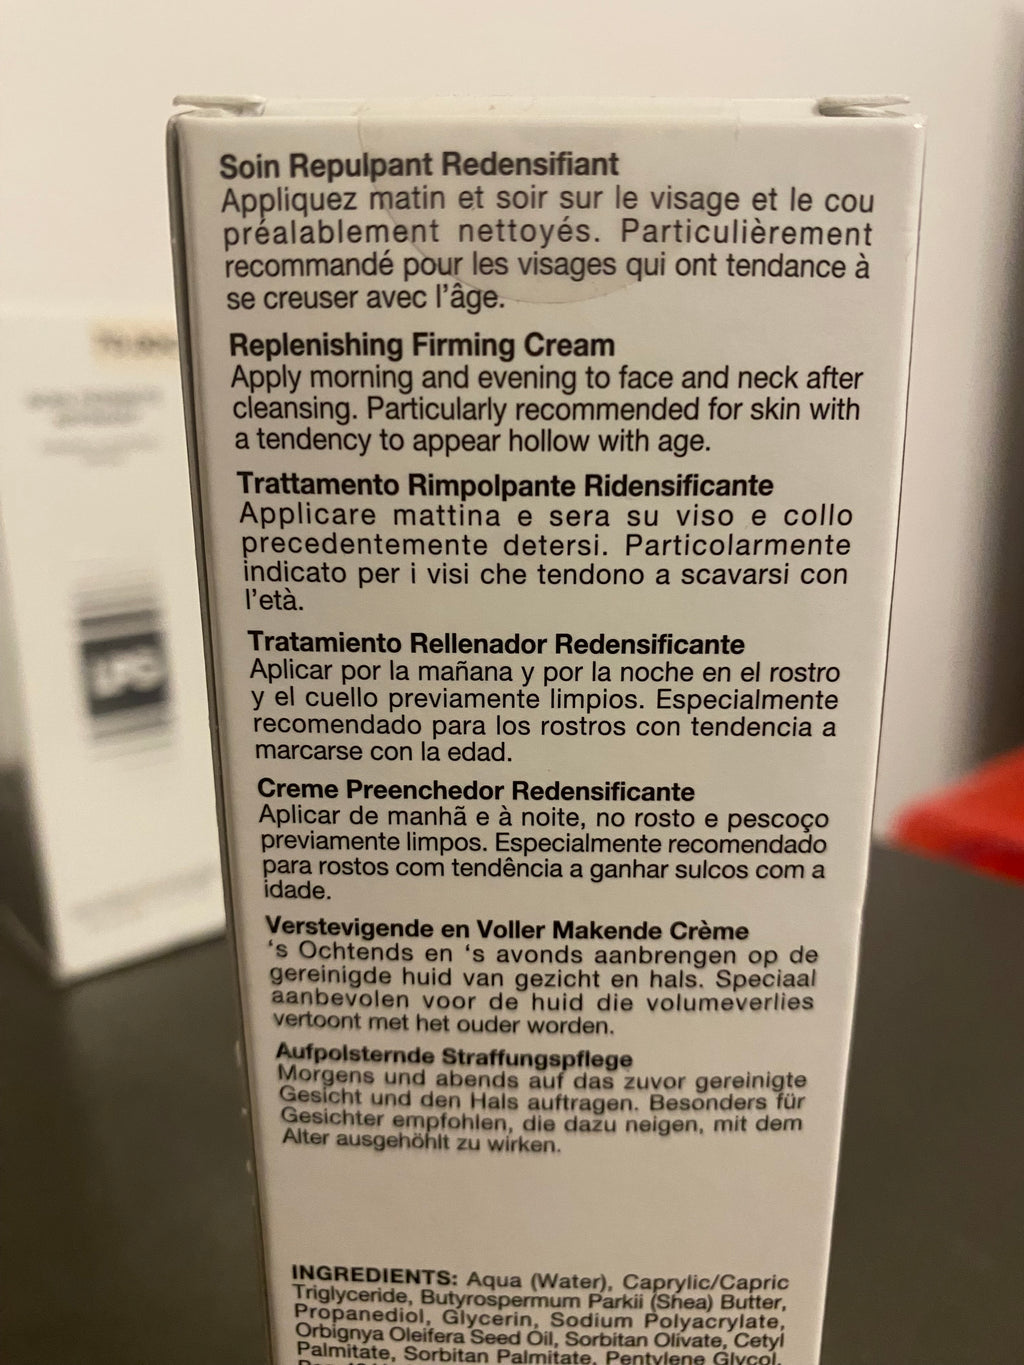 Soin Repulpant Redensifiant
Appliquez matin et soir sur le visage et le cou
préalablement nettoyés. Particulièrement
recommandé pour les visages qui ont tendance à
se creuser avec l'âge.
Replenishing Firming Cream
Apply morning and evening to face and neck after
cleansing. Particularly recommended for skin with
a tendency to appear hollow with age.
Trattamento Rimpolpante Ridensificante
Applicare mattina e sera su viso e collo
precedentemente detersi. Particolarmente
indicato per i visi che tendono a scavarsi con
l'età.
Tratamiento Rellenador Redensificante
Aplicar por la mañana y por la noche en el rostro
y el cuello previamente limpios. Especialmente
recomendado para los rostros con tendencia a
marcarse con la edad.
Creme Preenchedor Redensificante
Aplicar de manhã e à noite, no rosto e pescoço
previamente limpos. Especialmente recomendado
para rostos com tendência a ganhar sulcos com a
idade.
Verstevigende en Voller Makende Crème
's Ochtends en 's avonds aanbrengen op de
gereinigde huid van gezicht en hals. Speciaal
aanbevolen voor de huid die volumeverlies
vertoont met het ouder worden.
Aufpolsternde Straffungspflege
Morgens und abends auf das zuvor gereinigte
Gesicht und den Hals auftragen. Besonders für
Gesichter empfohlen, die dazu neigen, mit dem
Alter ausgehöhlt zu wirken.
INGREDIENTS: Aqua (Water), Caprylic/Capric
Triglyceride, Butyrospermum Parkii (Shea) Butter,
Propanediol, Glycerin, Sodium Polyacrylate,
Orbignya Oleifera Seed Oil, Sorbitan Olivate, Cetyl
Palmitate, Sorbitan Palmitate, Pentylene Glycol,